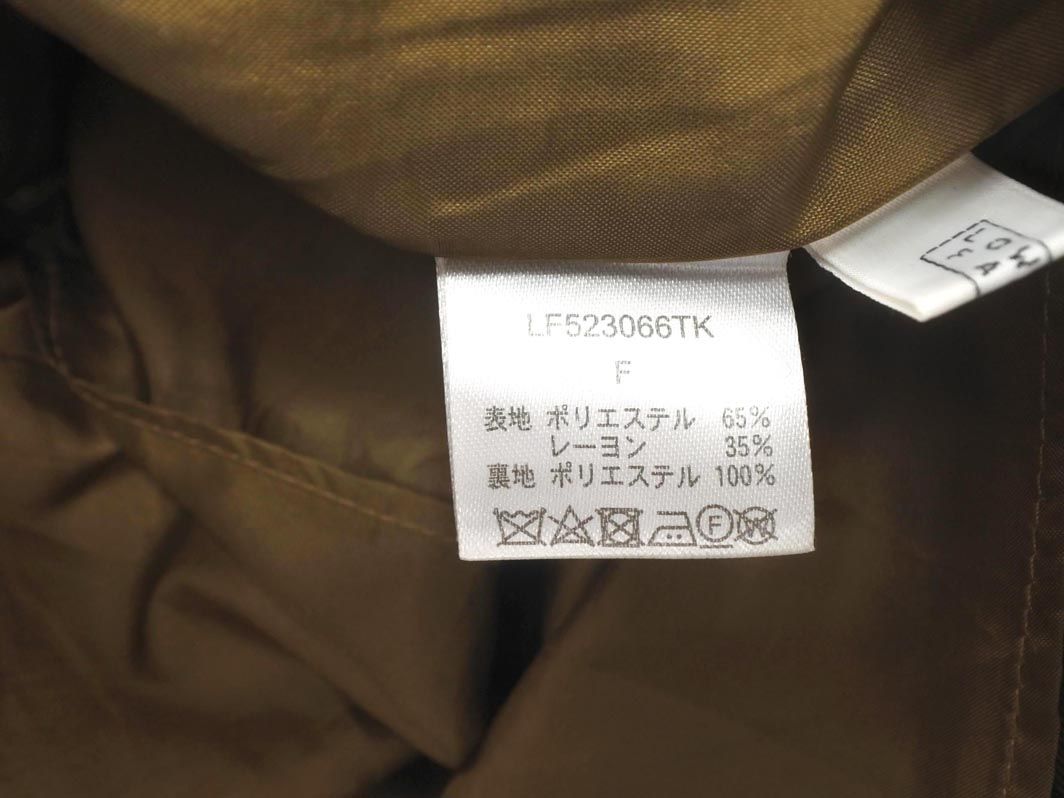 LF523066TK
F
表地 ポリエステル 65%
レーヨン 35%
裏地 ポリエステル 100%
F W